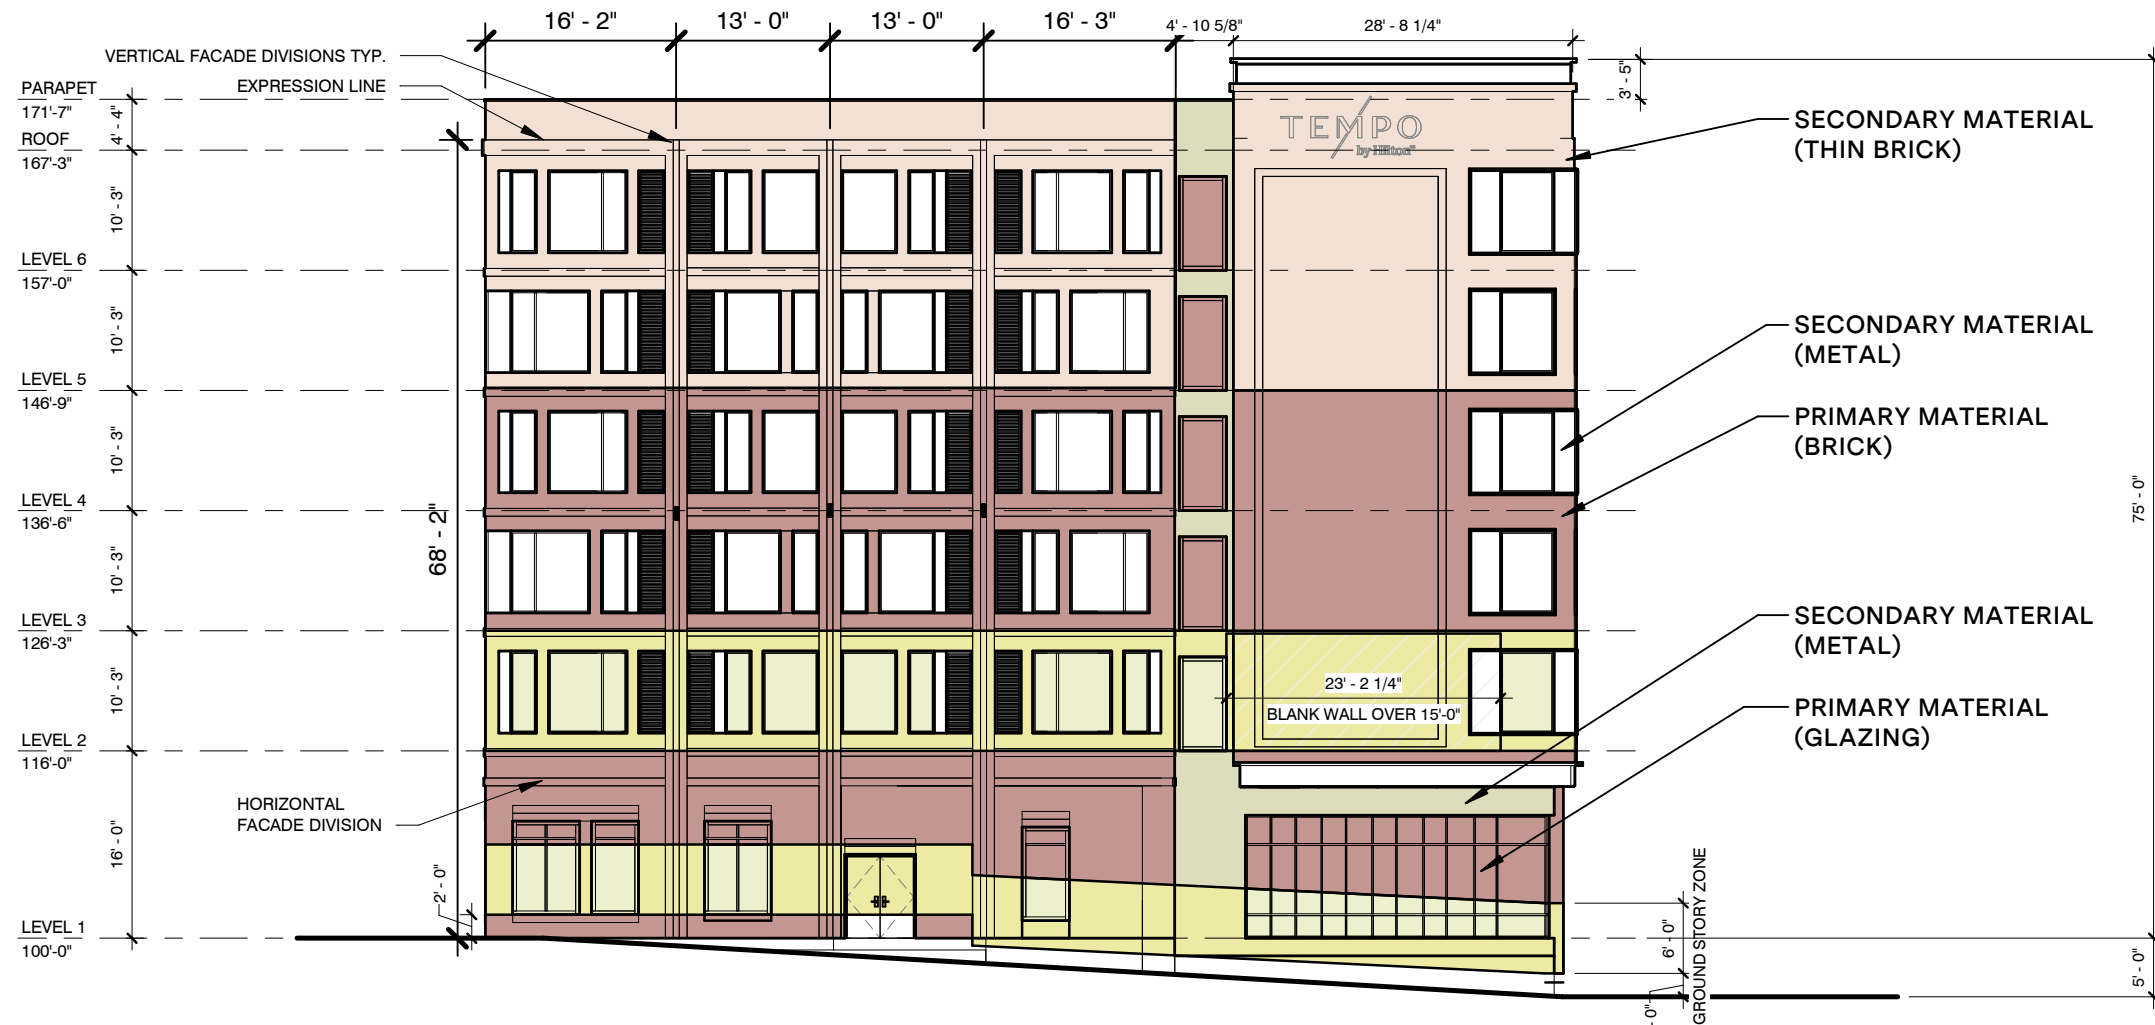 16' - 2"
13' - 0"
13' - 0"
16' - 3"
4' - 10 5/8"
28' - 8 1/4"
3' - 5"
VERTICAL FACADE DIVISIONS TYP.
EXPRESSION LINE
PARAPET
171'-7"
4' - 4"
ROOF
167'-3"
10' - 3"
LEVEL 6
157'-0"
10' - 3"
LEVEL 5
146'-9"
10' - 3"
LEVEL 4
136'-6"
10' - 3"
LEVEL 3
126'-3"
10' - 3"
LEVEL 2
116'-0"
16' - 0"
LEVEL 1
100'-0"
68' - 2"
2' - 0"
HORIZONTAL
FACADE DIVISION
TEMPO
by Hilton™
23' - 2 1/4"
BLANK WALL OVER 15'-0"
SECONDARY MATERIAL
(THIN BRICK)
SECONDARY MATERIAL
(METAL)
PRIMARY MATERIAL
(BRICK)
SECONDARY MATERIAL
(METAL)
PRIMARY MATERIAL
(GLAZING)
75' - 0"
5' - 0"
6' - 0"
GROUND STORY ZONE
- 0"